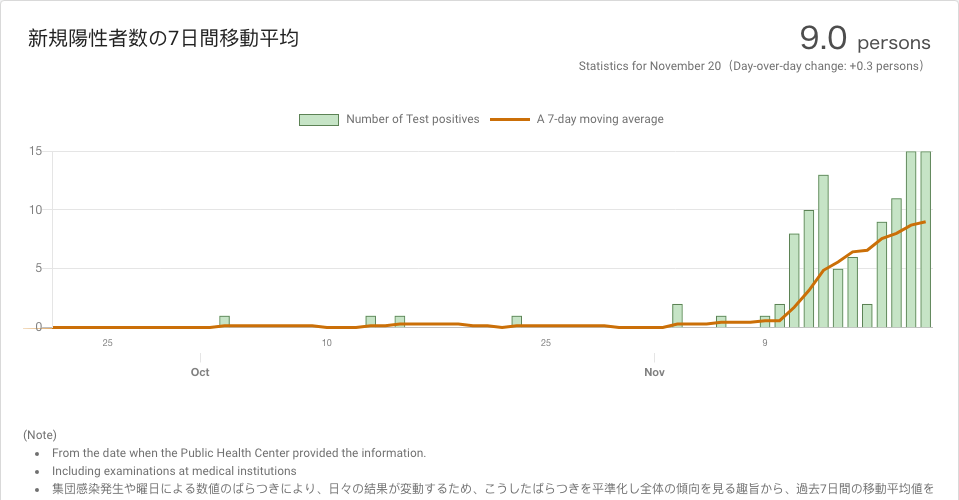 新規陽性者数の7日間移動平均
9.0 persons
Statistics for November 20（Day-over-day change: +0.3 persons）
Number of Test positives
A 7-day moving average
15
10
5
0
25
10
25
9
Oct
Nov
(Note)
From the date when the Public Health Center provided the information.
Including examinations at medical institutions
集団感染発生や曜日による数値のばらつきにより、日々の結果が変動するため、こうしたばらつきを平準化し全体の傾向を見る趣旨から、過去7日間の移動平均値を